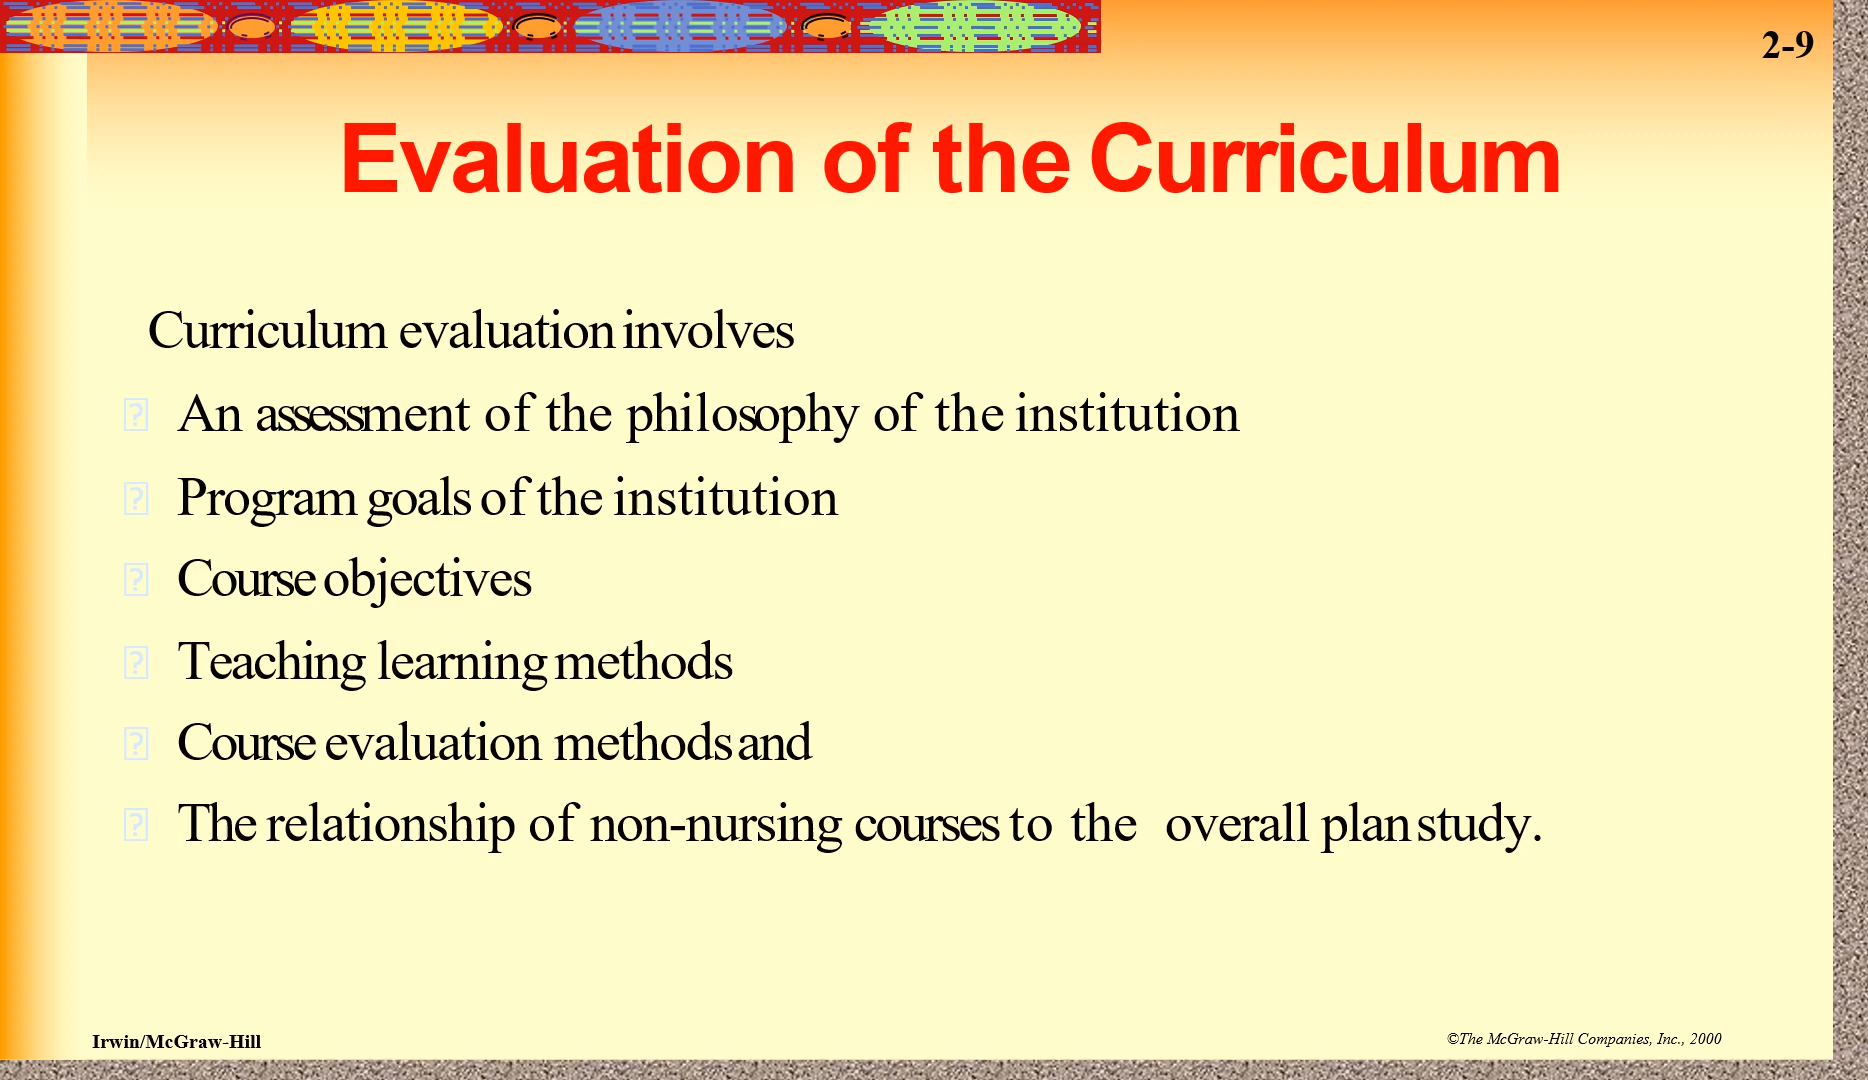 2-9
Evaluation of the Curriculum
Curriculum evaluation involves
An assessment of the philosophy of the institution
Program goals of the institution
Course objectives
Teaching learning methods
Course evaluation methods and
The relationship of non-nursing courses to the overall plan study.
Irwin/McGraw-Hill
©The McGraw-Hill Companies, Inc., 2000